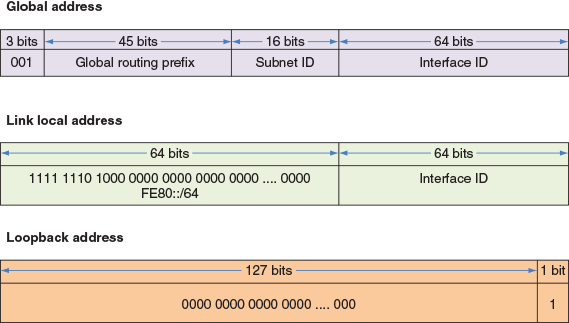 Global address
3 bits 45 bits 16 bits 64 bits
001 Global routing prefix Subnet ID Interface ID
Link local address
64 bits 64 bits
1111 1110 1000 0000 0000 0000 0000 .... 0000 Interface ID
FE80::/64
Loopback address
127 bits 1 bit
0000 0000 0000 0000 .... 000 1